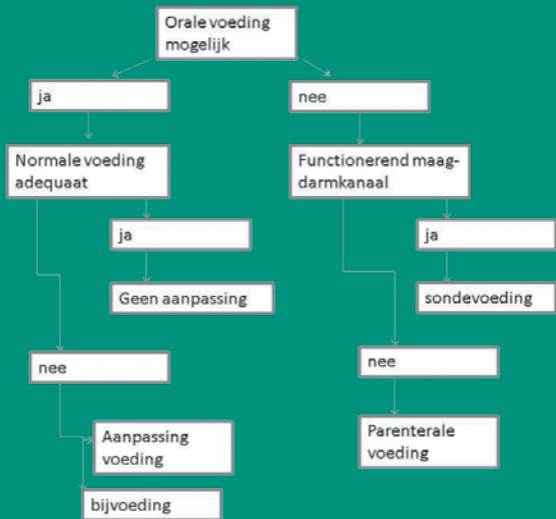 Orale voeding
mogelijk
ja
nee
Normale voeding
adequaat
Functionerend maag-
darmkanaal
ja
ja
Geen aanpassing
sondevoeding
nee
nee
Aanpassing
voeding
Parenterale
voeding
bijvoeding